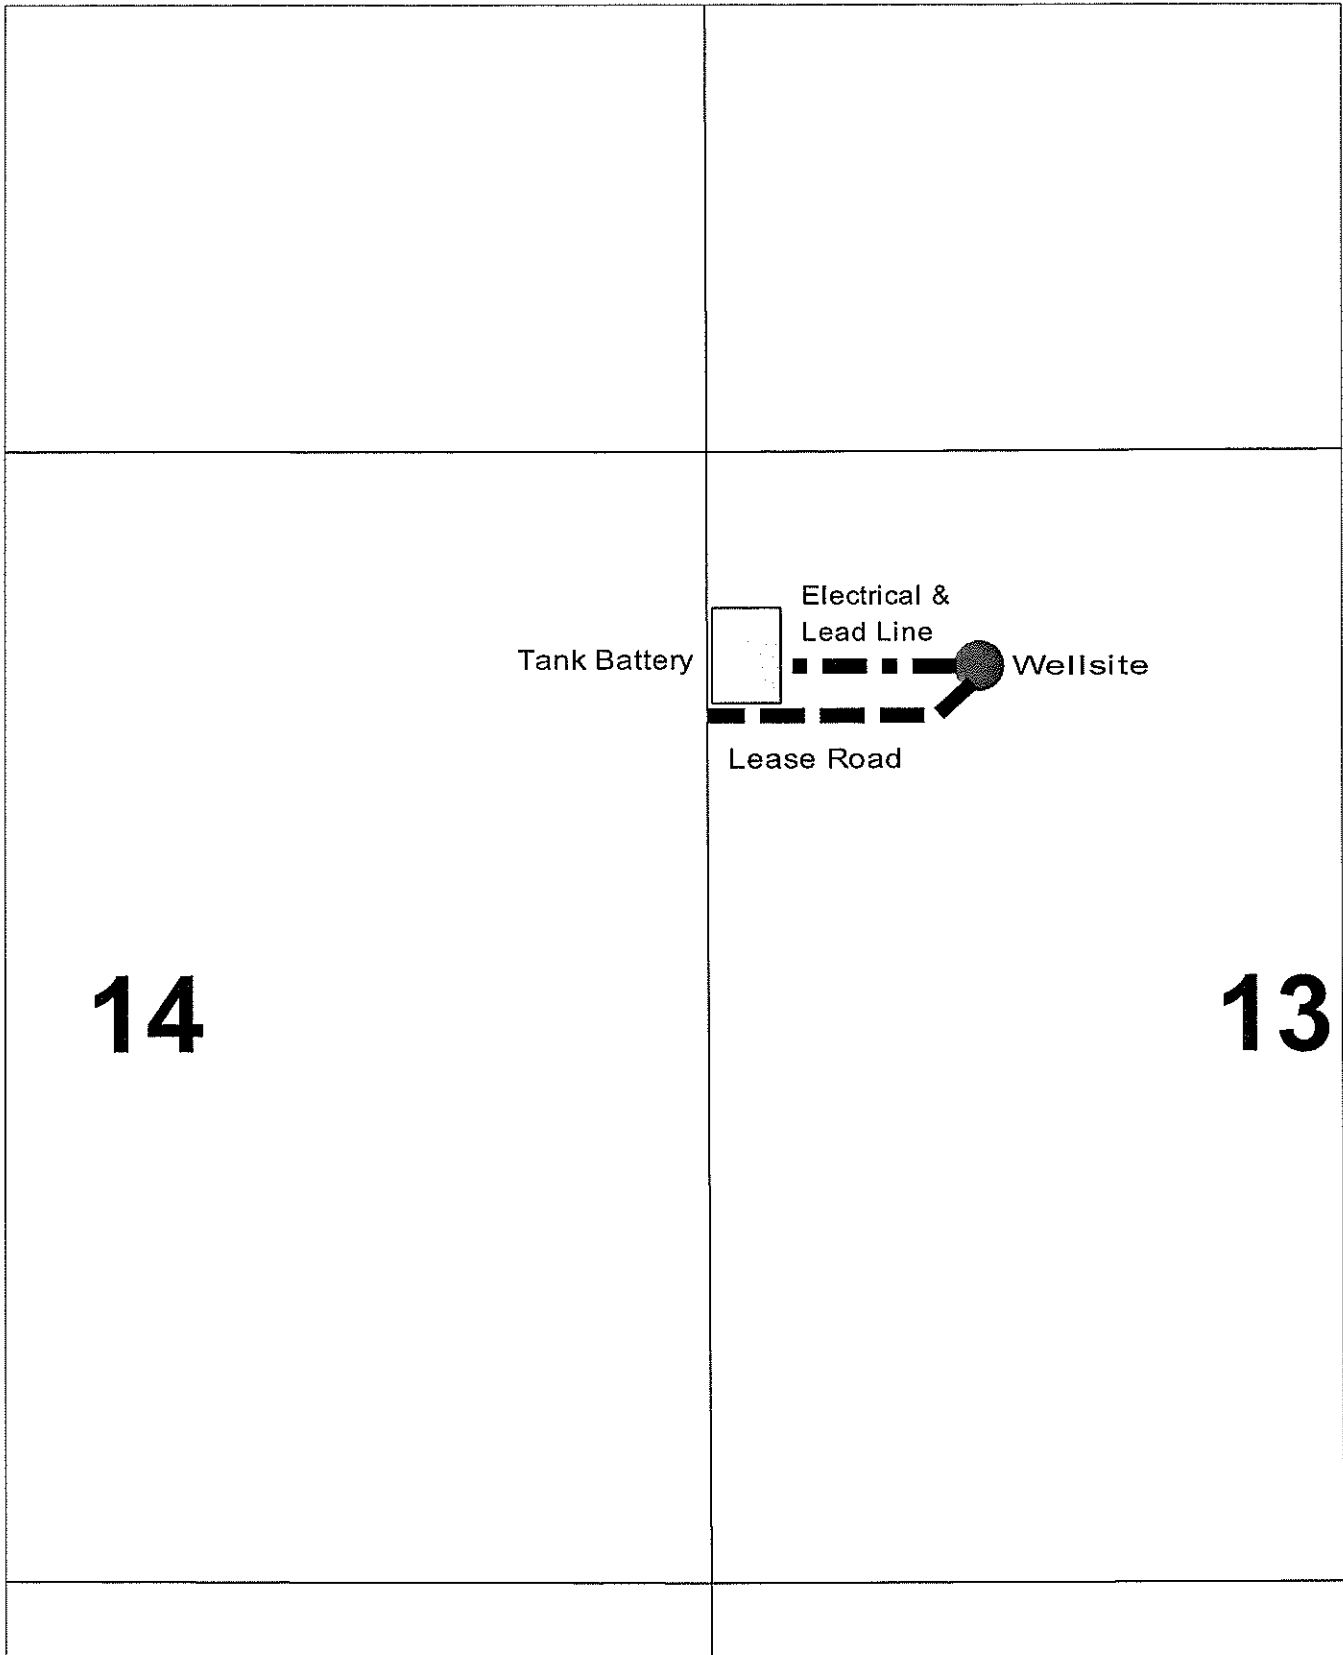 Electrical &
Lead Line
Tank Battery
Wellsite
Lease Road
14
13